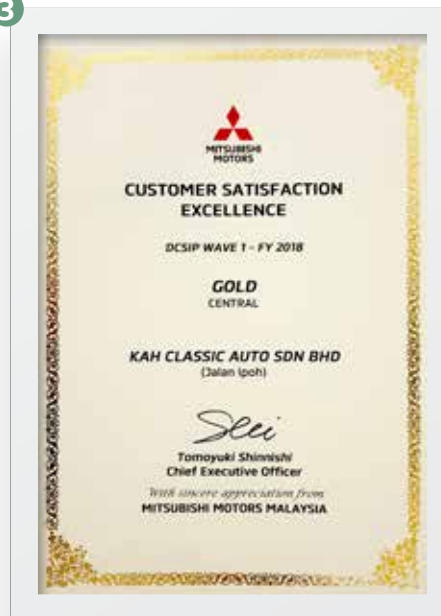 3
MITSUBISHI
MOTORS
CUSTOMER SATISFACTION
EXCELLENCE
DCSIP WAVE 1 - FY 2018
GOLD
CENTRAL
KAH CLASSIC AUTO SDN BHD
(Jalan Ipoh)
Tomoyuki Shinnishi
Chief Executive Officer
With sincere appreciation from
MITSUBISHI MOTORS MALAYSIA